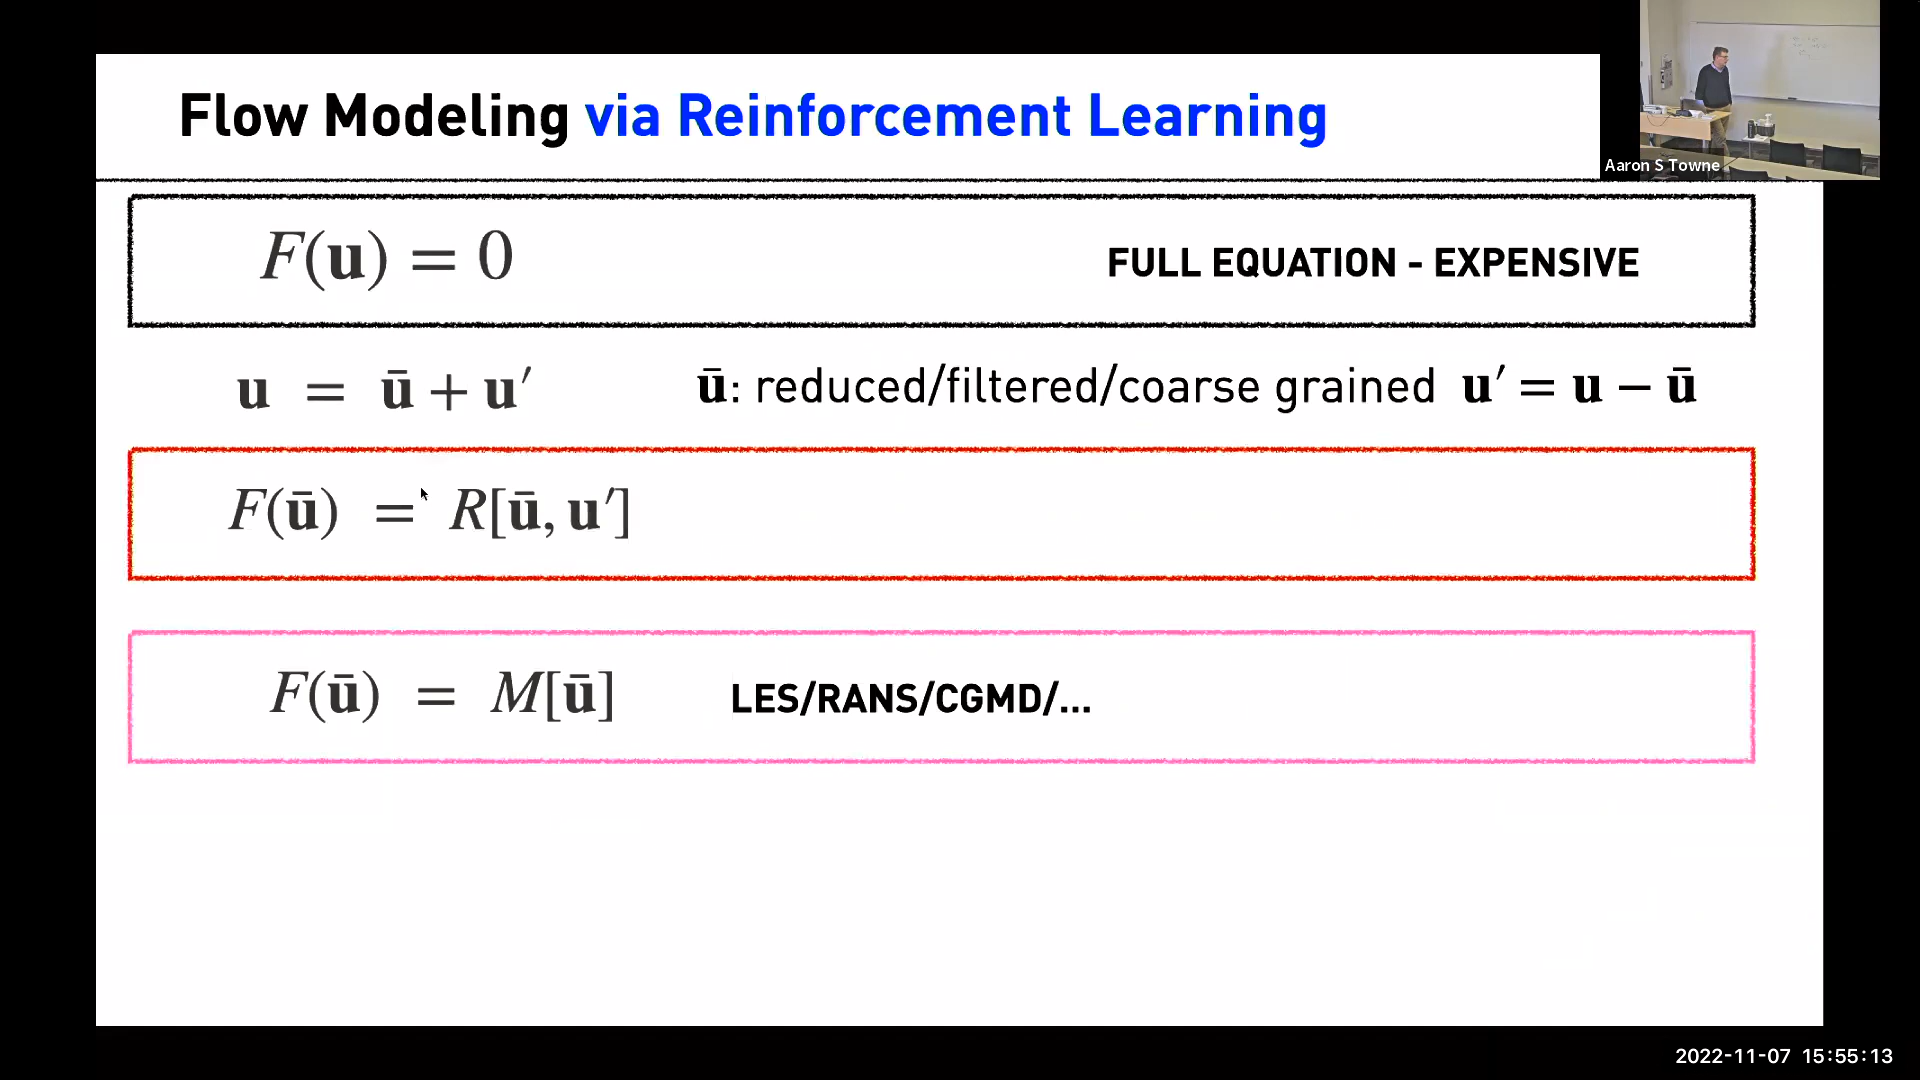 Flow Modeling via Reinforcement Learning
Aaron S Towne
F(u) = 0 FULL EQUATION - EXPENSIVE
u = ū + u′ ū: reduced/filtered/coarse grained u′ = u − ū
F(ū) = R[ū, u′]
F(ū) = M[ū] LES/RANS/CGMD/...
2022-11-07 15:55:13